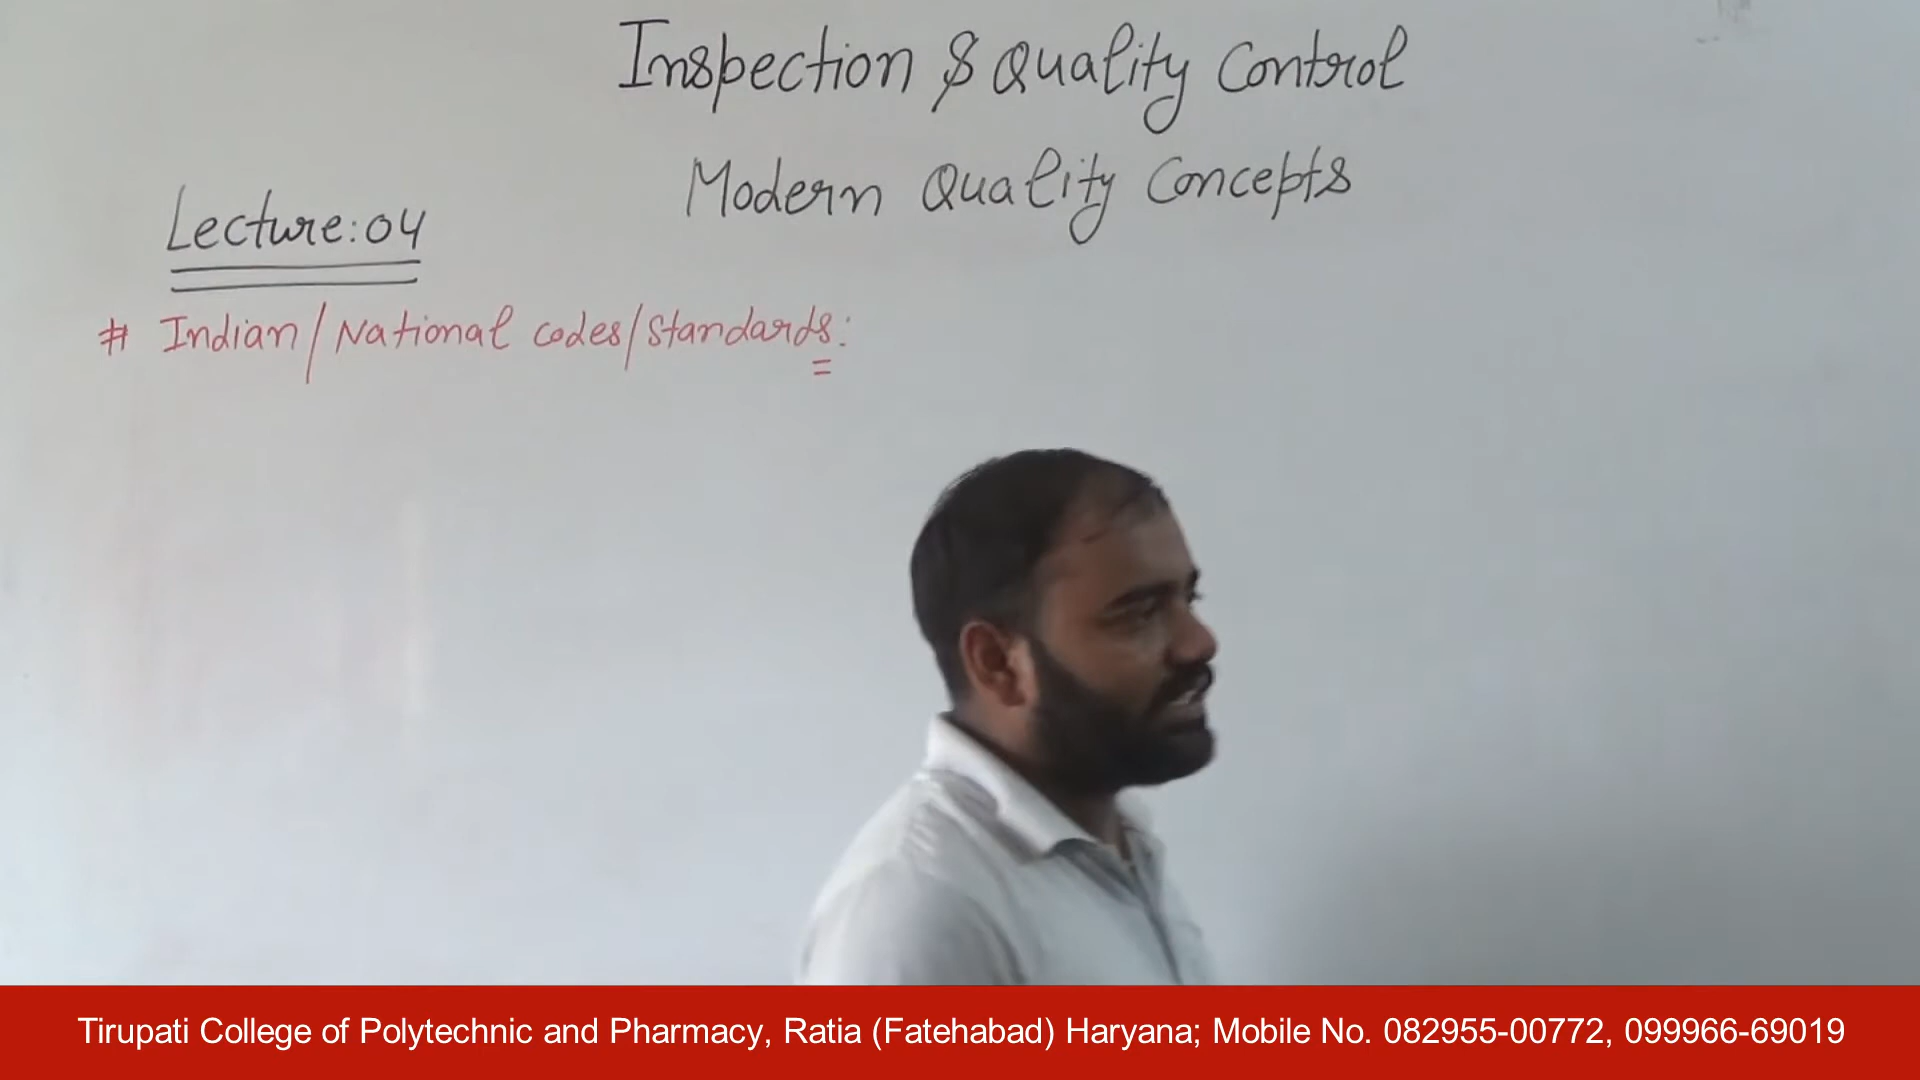 Inspection & Quality Control
Modern Quality Concepts
Lecture: 04
# Indian/National codes/standards:
Tirupati College of Polytechnic and Pharmacy, Ratia (Fatehabad) Haryana; Mobile No. 082955-00772, 099966-69019